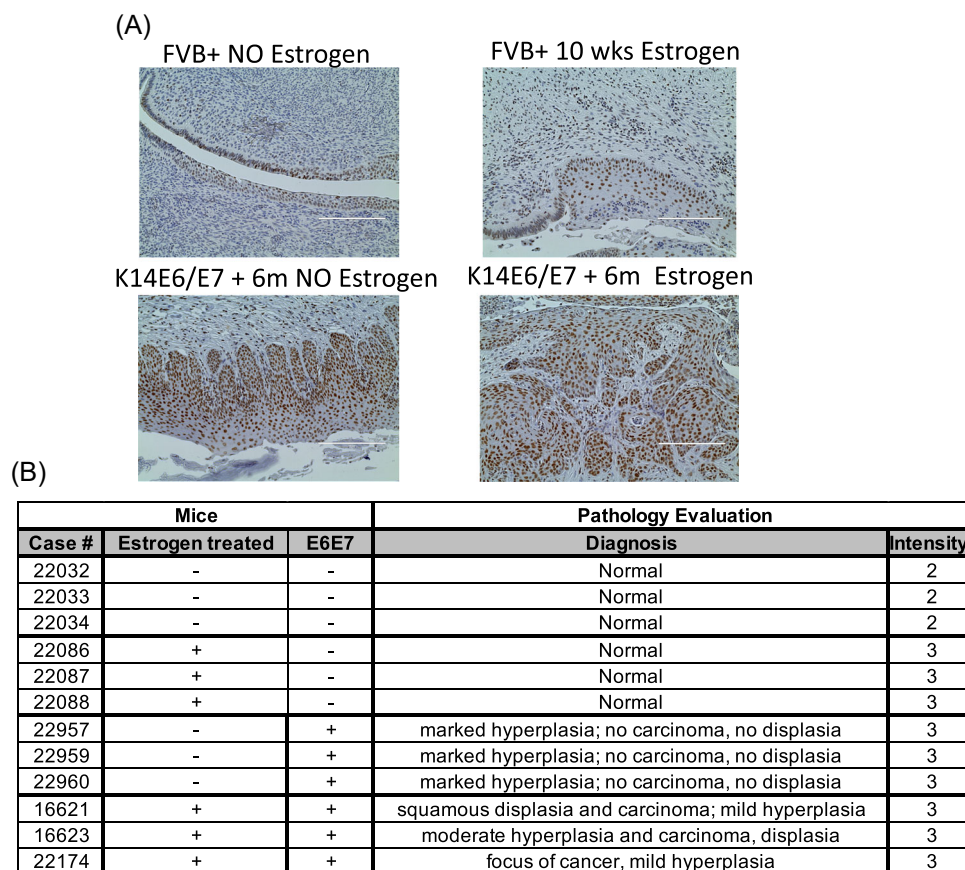 (A)
FVB+ NO Estrogen
FVB+ 10 wks Estrogen
K14E6/E7 + 6m NO Estrogen
K14E6/E7 + 6m Estrogen
(B)
Mice Pathology Evaluation
Case # Estrogen treated E6E7 Diagnosis Intensity
22032 - - Normal 2
22033 - - Normal 2
22034 - - Normal 2
22086 + - Normal 3
22087 + - Normal 3
22088 + - Normal 3
22957 - + marked hyperplasia; no carcinoma, no displasia 3
22959 - + marked hyperplasia; no carcinoma, no displasia 3
22960 - + marked hyperplasia; no carcinoma, no displasia 3
16621 + + squamous displasia and carcinoma; mild hyperplasia 3
16623 + + moderate hyperplasia and carcinoma, displasia 3
22174 + + focus of cancer, mild hyperplasia 3